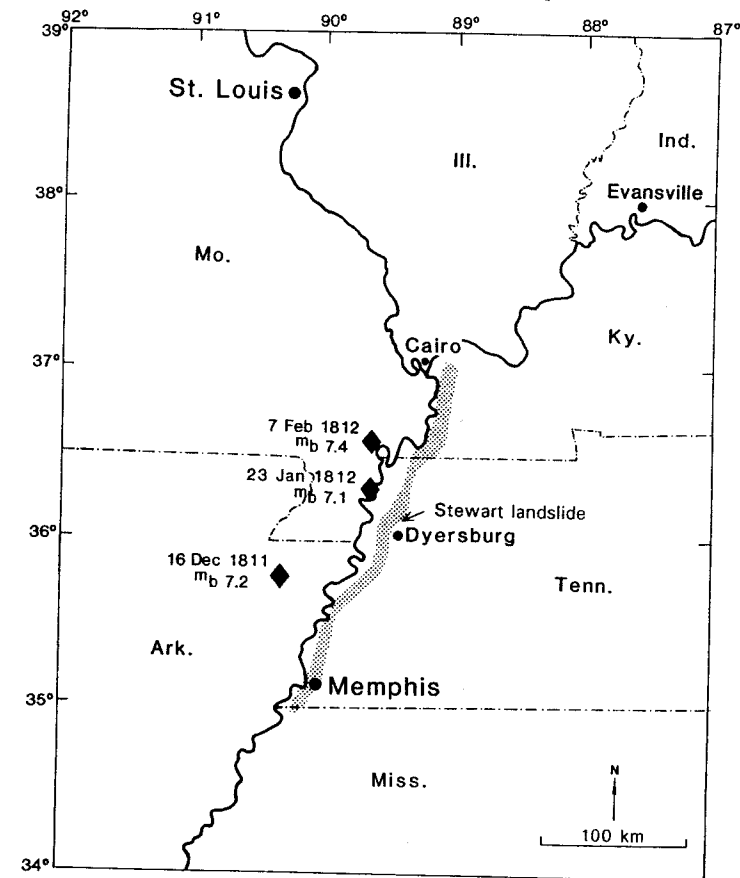 92° 91° 90° 89° 88° 87°
39°
St. Louis
Ill.
Ind.
38°
Evansville
Mo.
Ky.
37°
Cairo
7 Feb 1812
mb 7.4
23 Jan 1812
mb 7.1
Stewart landslide
36°
Dyersburg
16 Dec 1811
mb 7.2
Tenn.
Ark.
35°
Memphis
Miss.
N
100 km
34°